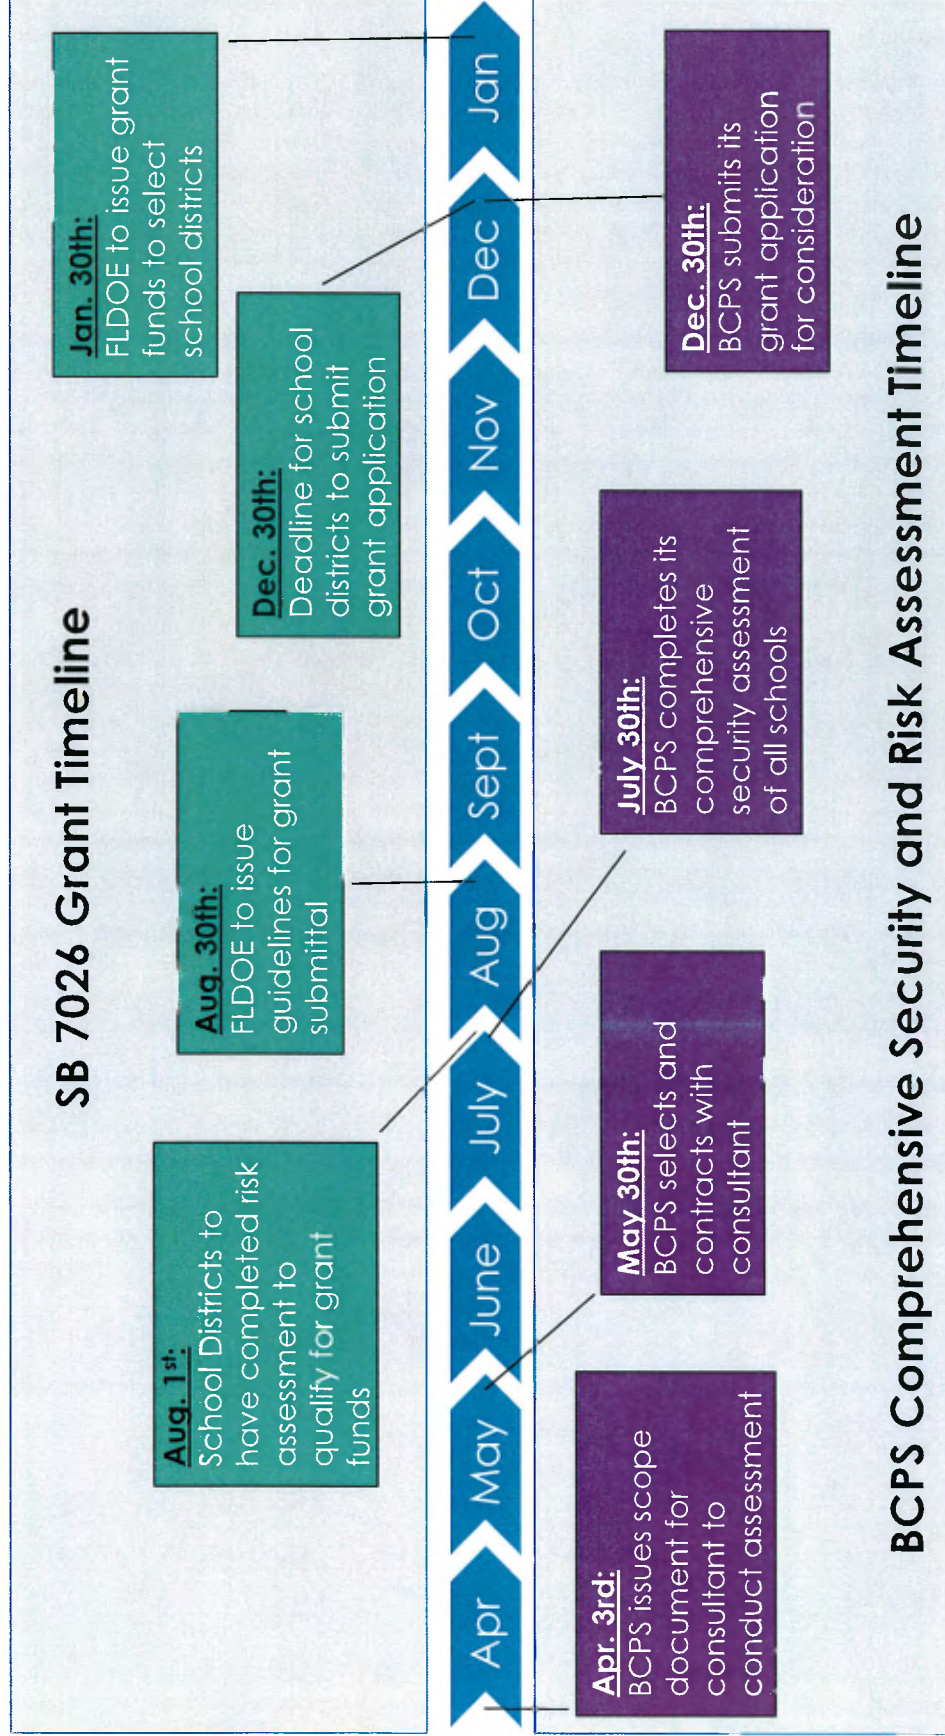 SB 7026 Grant Timeline
Aug. 1st:
School Districts to
have completed risk
assessment to
qualify for grant
funds
Aug. 30th:
FLDOE to issue
guidelines for grant
submittal
Dec. 30th:
Deadline for school
districts to submit
grant application
Jan. 30th:
FLDOE to issue grant
funds to select
school districts
Apr
May
June
July
Aug
Sept
Oct
Nov
Dec
Jan
Apr. 3rd:
BCPS issues scope
document for
consultant to
conduct assessment
May 30th:
BCPS selects and
contracts with
consultant
July 30th:
BCPS completes its
comprehensive
security assessment
of all schools
Dec. 30th:
BCPS submits its
grant application
for consideration
BCPS Comprehensive Security and Risk Assessment Timeline